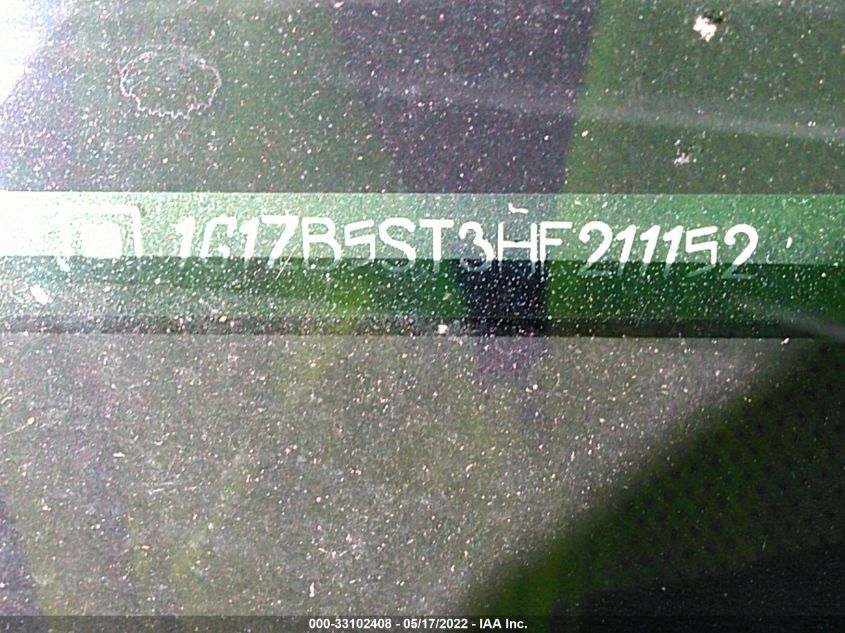 1G1ZB5ST3HF211152
000-33102408 - 05/17/2022 - IAA Inc.